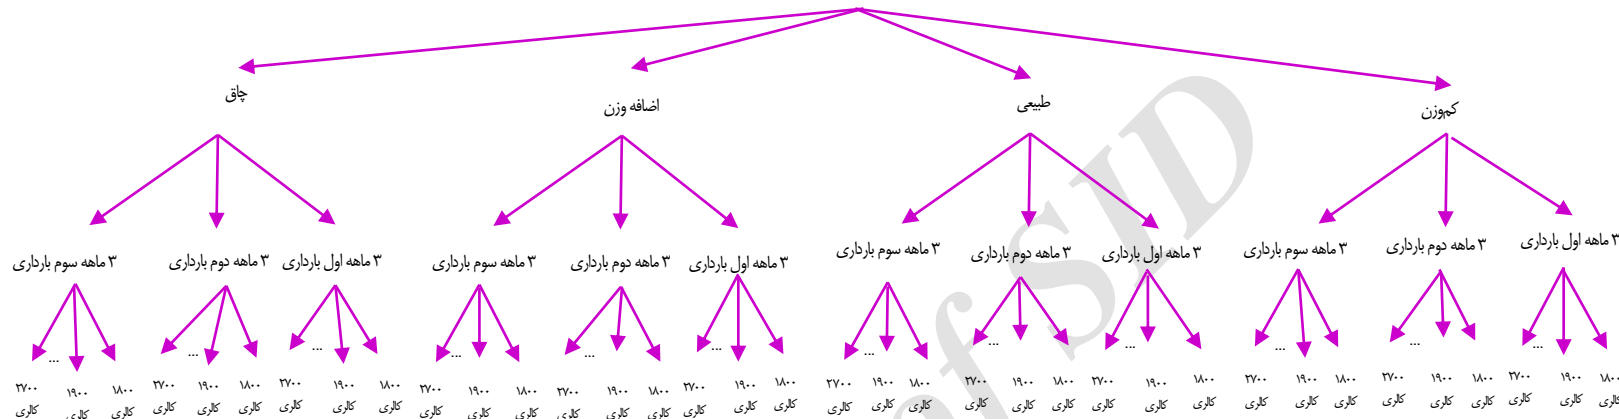 کم‌وزن
طبیعی
اضافه وزن
چاق
۳ ماهه اول بارداری
۳ ماهه دوم بارداری
۳ ماهه سوم بارداری
۳ ماهه اول بارداری
۳ ماهه دوم بارداری
۳ ماهه سوم بارداری
۳ ماهه اول بارداری
۳ ماهه دوم بارداری
۳ ماهه سوم بارداری
۳ ماهه اول بارداری
۳ ماهه دوم بارداری
۳ ماهه سوم بارداری
... ... ... ... ... ... ... ... ... ... ... ...
۱۸۰۰ ۱۹۰۰ ۲۷۰۰ ۱۸۰۰ ۱۹۰۰ ۲۷۰۰ ۱۸۰۰ ۱۹۰۰ ۲۷۰۰ ۱۸۰۰ ۱۹۰۰ ۲۷۰۰ ۱۸۰۰ ۱۹۰۰ ۲۷۰۰ ۱۸۰۰ ۱۹۰۰ ۲۷۰۰ ۱۸۰۰ ۱۹۰۰ ۲۷۰۰ ۱۸۰۰ ۱۹۰۰ ۲۷۰۰ ۱۸۰۰ ۱۹۰۰ ۲۷۰۰ ۱۸۰۰ ۱۹۰۰ ۲۷۰۰ ۱۸۰۰ ۱۹۰۰ ۲۷۰۰ ۱۸۰۰ ۱۹۰۰ ۲۷۰۰
کالری کالری کالری کالری کالری کالری کالری کالری کالری کالری کالری کالری کالری کالری کالری کالری کالری کالری کالری کالری کالری کالری کالری کالری کالری کالری کالری کالری کالری کالری کالری کالری کالری کالری کالری کالری
of SID